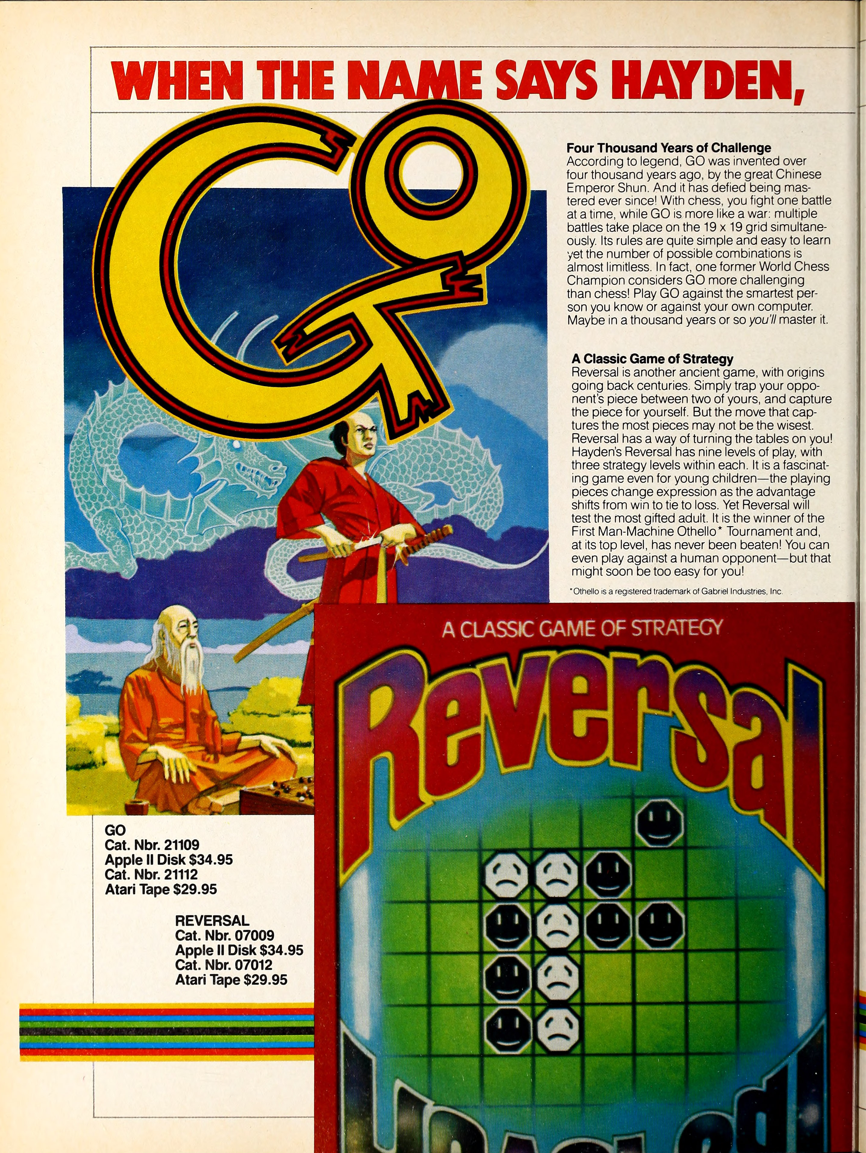 WHEN THE NAME SAYS HAYDEN,
GO
Four Thousand Years of Challenge
According to legend, GO was invented over
four thousand years ago, by the great Chinese
Emperor Shun. And it has defied being mas-
tered ever since! With chess, you fight one battle
at a time, while GO is more like a war: multiple
battles take place on the 19 x 19 grid simultane-
ously. Its rules are quite simple and easy to learn
yet the number of possible combinations is
almost limitless. In fact, one former World Chess
Champion considers GO more challenging
than chess! Play GO against the smartest per-
son you know or against your own computer.
Maybe in a thousand years or so you'll master it.
A Classic Game of Strategy
Reversal is another ancient game, with origins
going back centuries. Simply trap your oppo-
nent's piece between two of yours, and capture
the piece for yourself. But the move that cap-
tures the most pieces may not be the wisest.
Reversal has a way of turning the tables on you!
Hayden's Reversal has nine levels of play, with
three strategy levels within each. It is a fascinat-
ing game even for young children—the playing
pieces change expression as the advantage
shifts from win to tie to loss. Yet Reversal will
test the most gifted adult. It is the winner of the
First Man-Machine Othello* Tournament and,
at its top level, has never been beaten! You can
even play against a human opponent—but that
might soon be too easy for you!
*Othello is a registered trademark of Gabriel Industries, Inc.
A CLASSIC GAME OF STRATEGY
Reversal
GO
Cat. Nbr. 21109
Apple II Disk $34.95
Cat. Nbr. 21112
Atari Tape $29.95
REVERSAL
Cat. Nbr. 07009
Apple II Disk $34.95
Cat. Nbr. 07012
Atari Tape $29.95